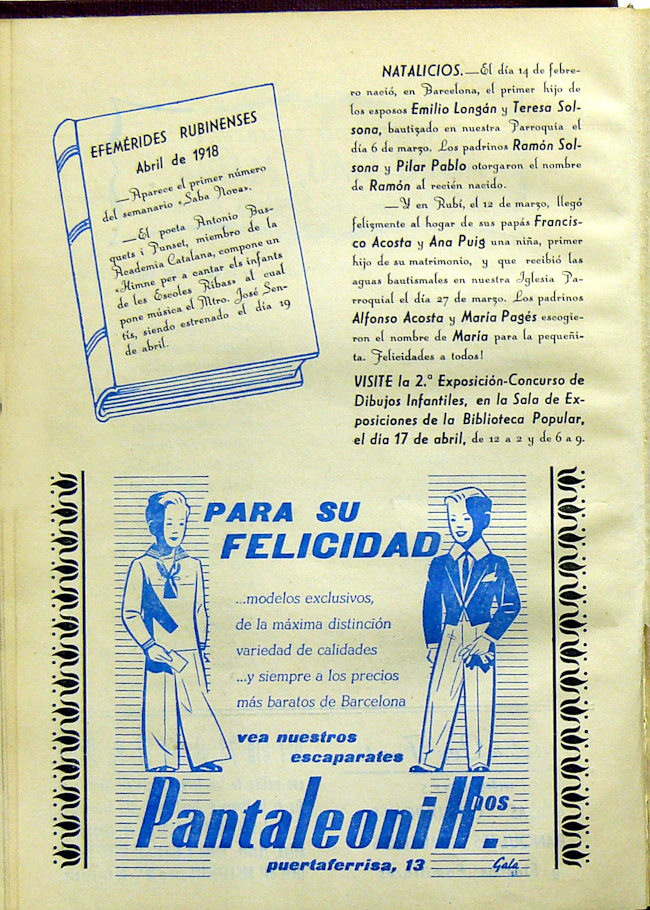 EFEMÉRIDES RUBINENSES
Abril de 1918
—Aparece el primer número
del semanario «Saba Nova».
—El poeta Antonio Bus-
quets i Punset, miembro de la
Academia Catalana, compone un
«Himne per a cantar els infants
de les Escoles Ribas» al cual
pone música el Mtro. José Sen-
tís, siendo estrenado el día 19
de abril.
NATALICIOS.—El día 14 de febre-
ro nació, en Barcelona, el primer hijo de
los esposos Emilio Longán y Teresa Sol-
sona, bautizado en nuestra Parroquia el
día 6 de marzo. Los padrinos Ramón Sol-
sona y Pilar Pablo otorgaron el nombre
de Ramón al recién nacido.
—Y en Rubí, el 12 de marzo, llegó
felizmente al hogar de sus papás Francis-
co Acosta y Ana Puig una niña, primer
hijo de su matrimonio, y que recibió las
aguas bautismales en nuestra Iglesia Pa-
rroquial el día 27 de marzo. Los padrinos
Alfonso Acosta y María Pagés escogie-
ron el nombre de María para la pequeñi-
ta. Felicidades a todos!
VISITE la 2.ª Exposición-Concurso de
Dibujos Infantiles, en la Sala de Ex-
posiciones de la Biblioteca Popular,
el día 17 de abril, de 12 a 2 y de 6 a 9.
PARA SU
FELICIDAD
...modelos exclusivos,
de la máxima distinción
variedad de calidades
...y siempre a los precios
más baratos de Barcelona
vea nuestros
escaparates
Pantaleoni Hnos.
puertaferrisa, 13
Gala